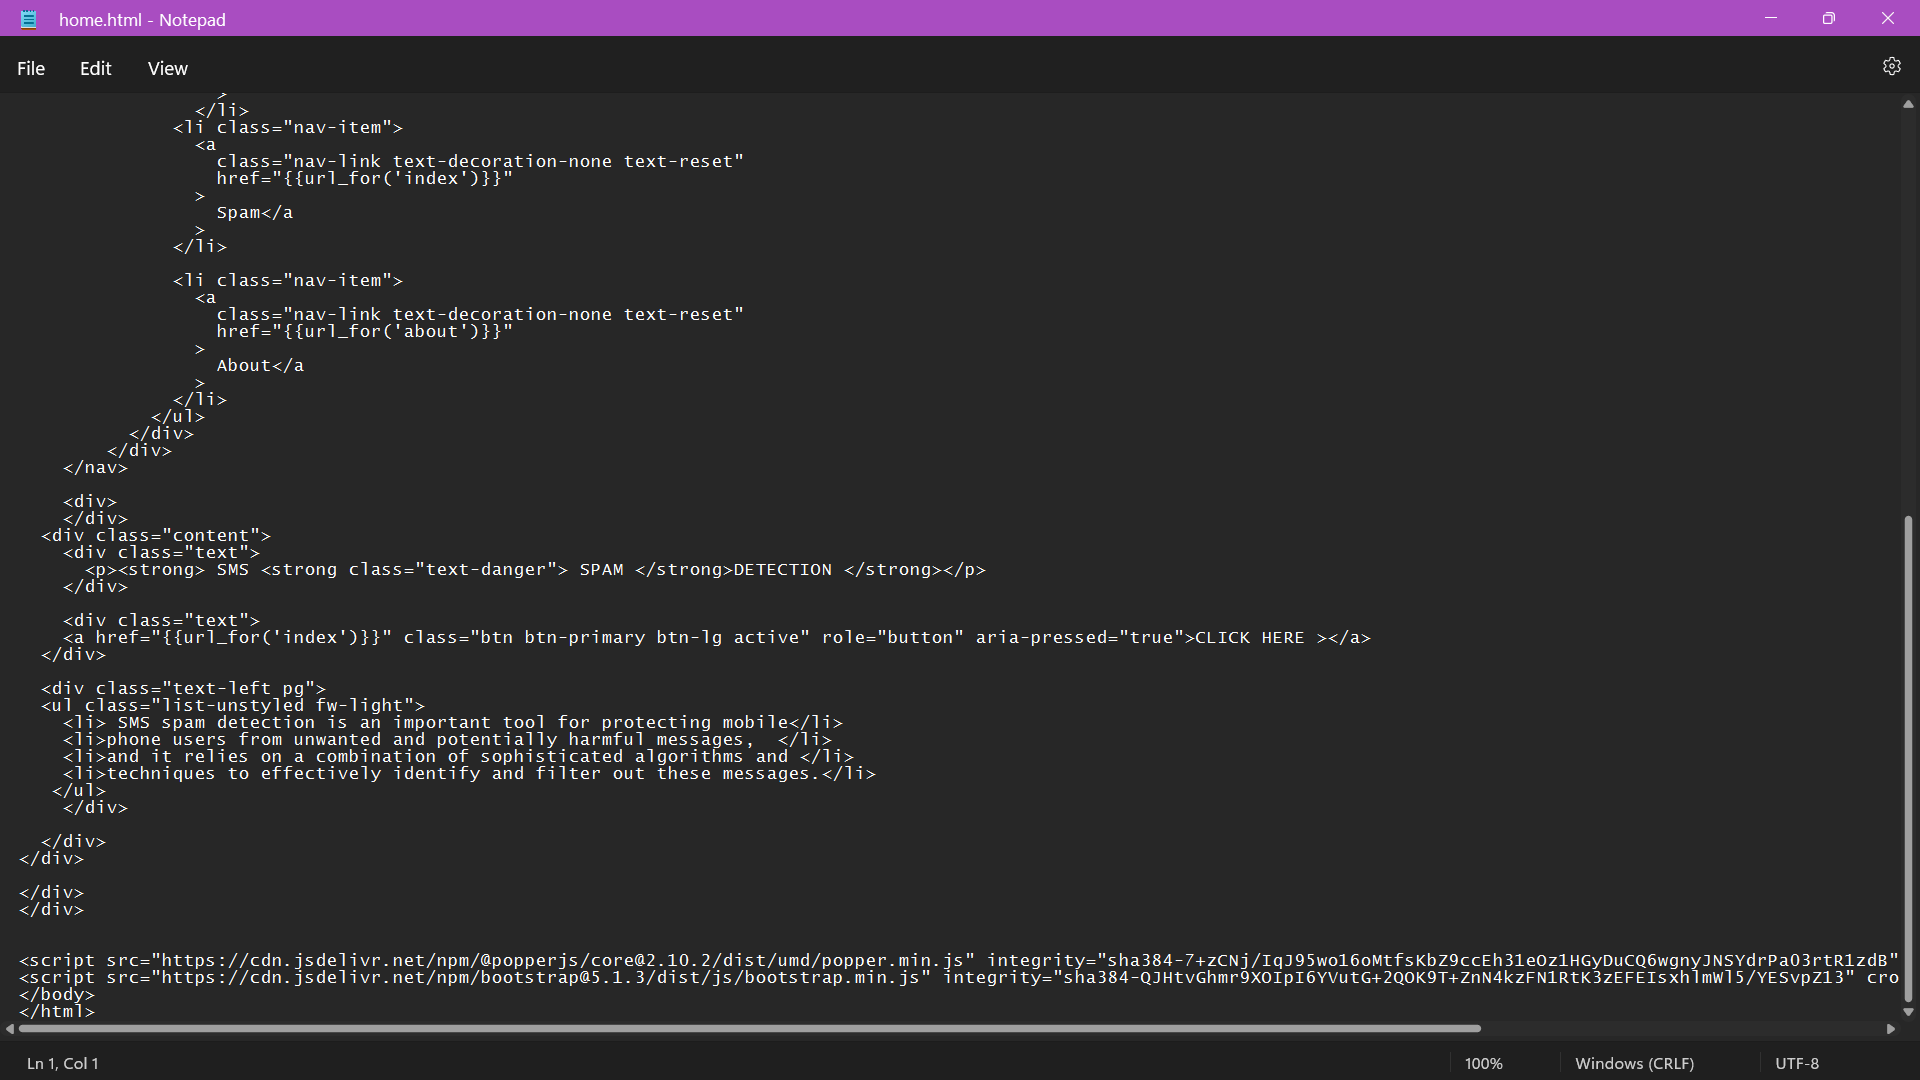 home.html - Notepad
File Edit View
>
</li>
<li class="nav-item">
<a
class="nav-link text-decoration-none text-reset"
href="{{url_for('index')}}"
>
Spam</a
>
</li>
<li class="nav-item">
<a
class="nav-link text-decoration-none text-reset"
href="{{url_for('about')}}"
>
About</a
>
</li>
</ul>
</div>
</div>
</nav>
<div>
</div>
<div class="content">
<div class="text">
<p><strong> SMS <strong class="text-danger"> SPAM </strong>DETECTION </strong></p>
</div>
<div class="text">
<a href="{{url_for('index')}}" class="btn btn-primary btn-lg active" role="button" aria-pressed="true">CLICK HERE ></a>
</div>
<div class="text-left pg">
<ul class="list-unstyled fw-light">
<li> SMS spam detection is an important tool for protecting mobile</li>
<li>phone users from unwanted and potentially harmful messages,  </li>
<li>and it relies on a combination of sophisticated algorithms and </li>
<li>techniques to effectively identify and filter out these messages.</li>
</ul>
</div>
</div>
</div>
</div>
</div>
<script src="https://cdn.jsdelivr.net/npm/@popperjs/core@2.10.2/dist/umd/popper.min.js" integrity="sha384-7+zCNj/IqJ95wo16oMtfsKbZ9ccEh31eOz1HGyDuCQ6wgnyJNSYdrPa03rtR1zdB"
<script src="https://cdn.jsdelivr.net/npm/bootstrap@5.1.3/dist/js/bootstrap.min.js" integrity="sha384-QJHtvGhmr9XOIpI6YVutG+2QOK9T+ZnN4kzFN1RtK3zEFEIsxhlmWl5/YESvpZ13" cro
</body>
</html>
Ln 1, Col 1 100% Windows (CRLF) UTF-8